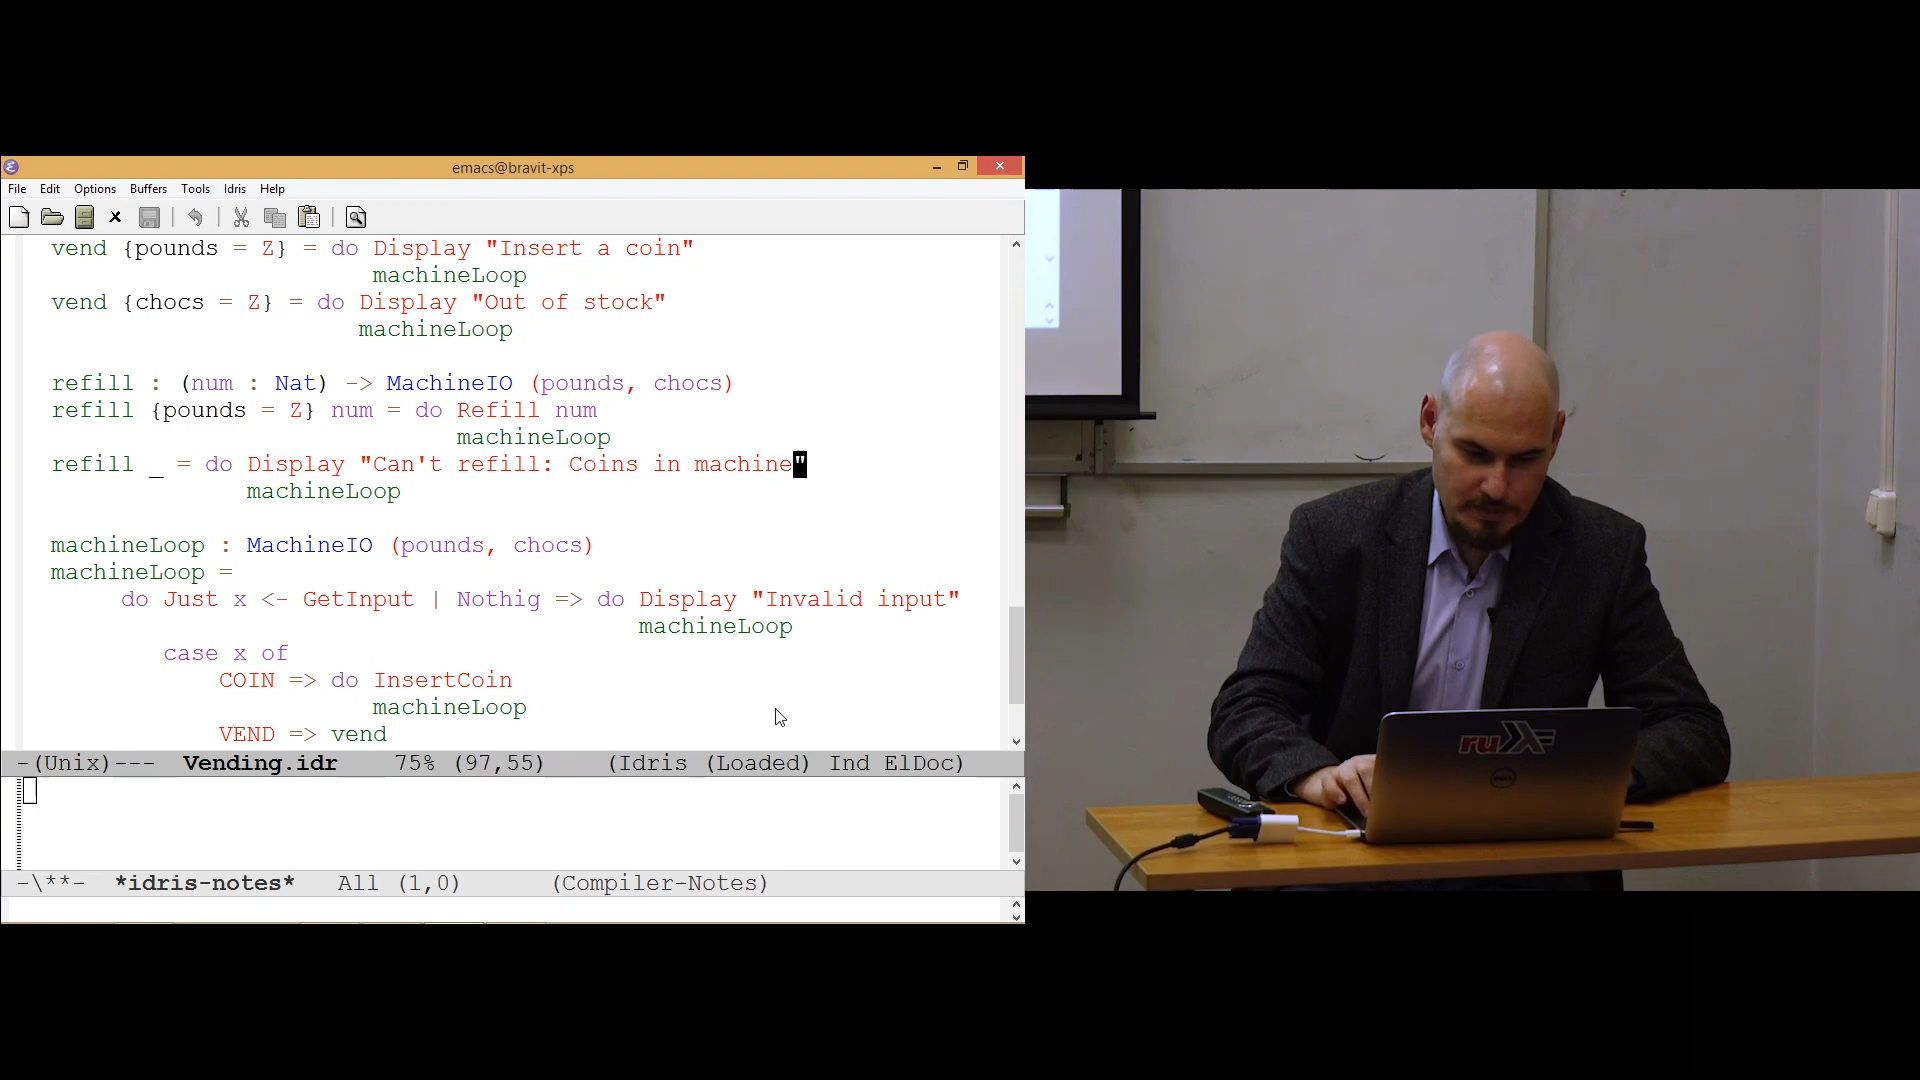 emacs@bravit-xps
File Edit Options Buffers Tools Idris Help
vend {pounds = Z} = do Display "Insert a coin"
machineLoop
vend {chocs = Z} = do Display "Out of stock"
machineLoop
refill : (num : Nat) -> MachineIO (pounds, chocs)
refill {pounds = Z} num = do Refill num
machineLoop
refill _ = do Display "Can't refill: Coins in machine"
machineLoop
machineLoop : MachineIO (pounds, chocs)
machineLoop =
do Just x <- GetInput | Nothig => do Display "Invalid input"
machineLoop
case x of
COIN => do InsertCoin
machineLoop
VEND => vend
-(Unix)--- Vending.idr 75% (97,55) (Idris (Loaded) Ind ElDoc)
-\**- *idris-notes* All (1,0) (Compiler-Notes)
DELL